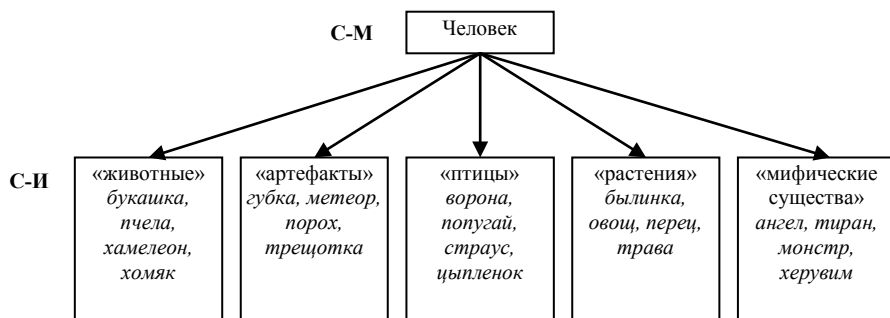 С-М
Человек
С-И
«животные»
букашка,
пчела,
хамелеон,
хомяк
«артефакты»
губка, метеор,
порох,
трещотка
«птицы»
ворона,
попугай,
страус,
цыпленок
«растения»
былинка,
овощ, перец,
трава
«мифические
существа»
ангел, тиран,
монстр,
херувим